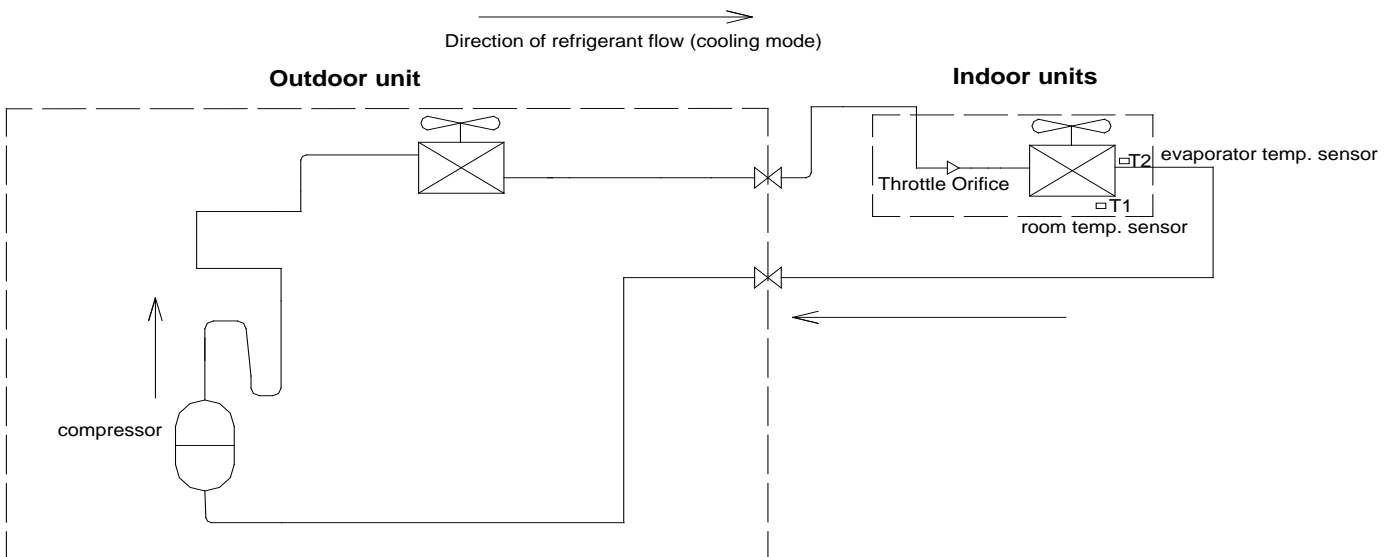 Direction of refrigerant flow (cooling mode)
Outdoor unit
Indoor units
T2
evaporator temp. sensor
Throttle Orifice
T1
room temp. sensor
compressor